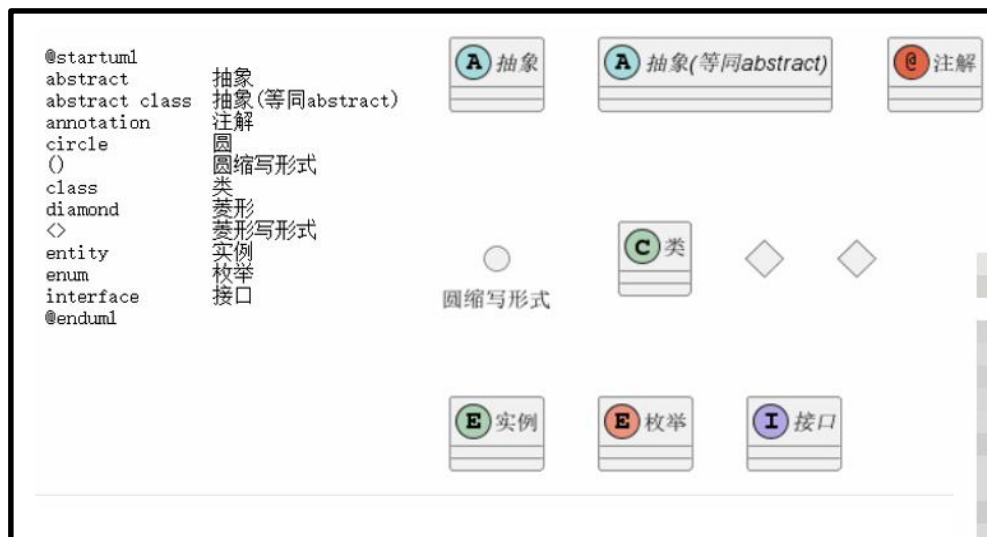 @startuml
abstract 抽象
abstract class 抽象(等同abstract)
annotation 注解
circle 圆
() 圆缩写形式
class 类
diamond 菱形
<> 菱形写形式
entity 实例
enum 枚举
interface 接口
@enduml
A 抽象
A 抽象(等同abstract)
@ 注解
圆缩写形式
C 类
E 实例
E 枚举
I 接口